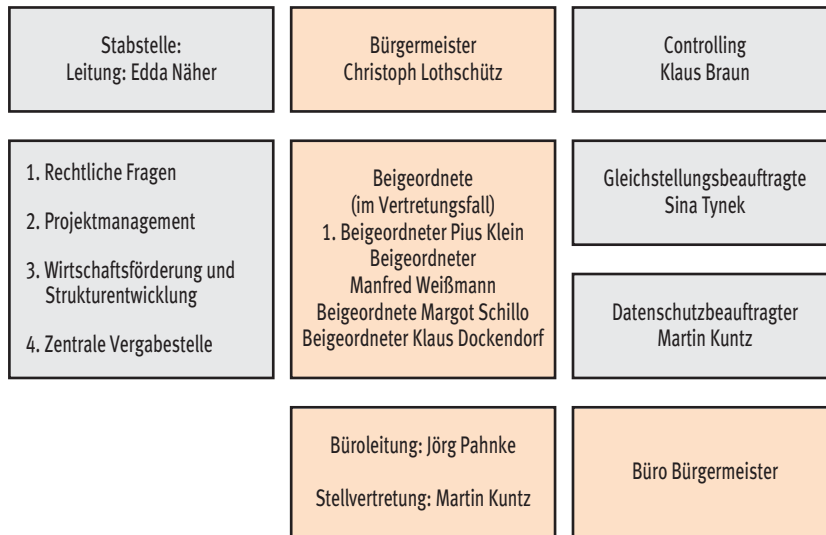 Stabstelle:
Leitung: Edda Näher
Bürgermeister
Christoph Lothschütz
Controlling
Klaus Braun
1. Rechtliche Fragen
2. Projektmanagement
3. Wirtschaftsförderung und
Strukturentwicklung
4. Zentrale Vergabestelle
Beigeordnete
(im Vertretungsfall)
1. Beigeordneter Pius Klein
Beigeordneter
Manfred Weißmann
Beigeordnete Margot Schillo
Beigeordneter Klaus Dockendorf
Gleichstellungsbeauftragte
Sina Tynek
Datenschutzbeauftragter
Martin Kuntz
Büroleitung: Jörg Pahnke
Stellvertretung: Martin Kuntz
Büro Bürgermeister